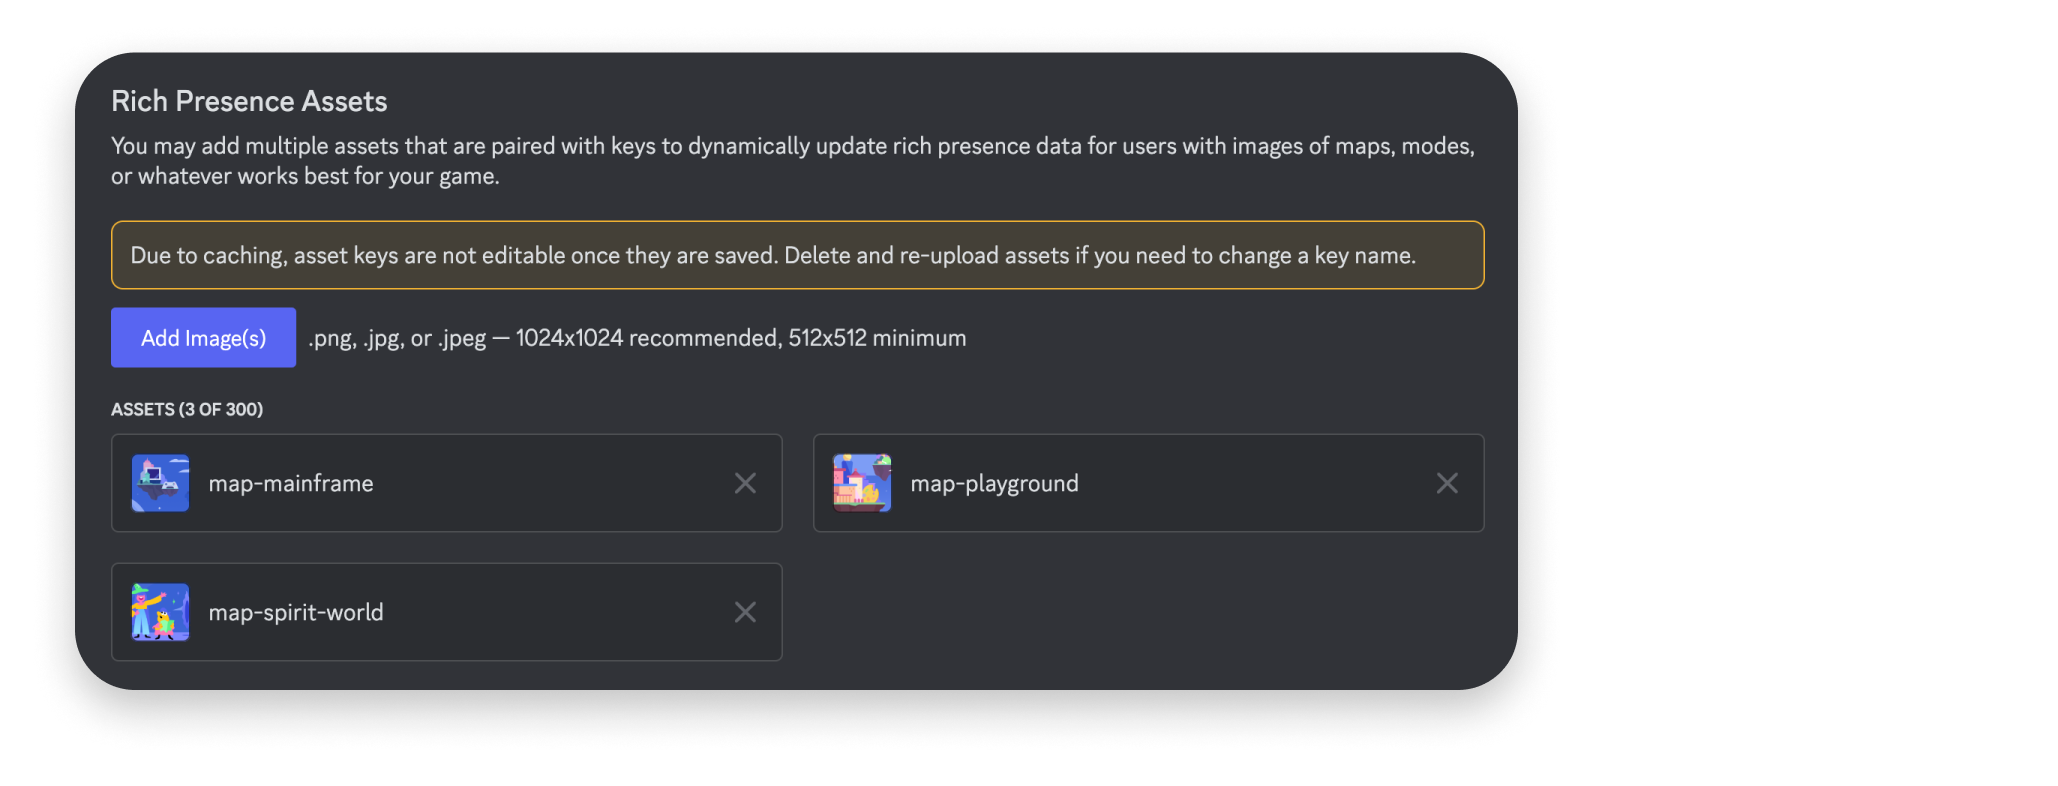 Rich Presence Assets
You may add multiple assets that are paired with keys to dynamically update rich presence data for users with images of maps, modes,
or whatever works best for your game.
Due to caching, asset keys are not editable once they are saved. Delete and re-upload assets if you need to change a key name.
Add Image(s)
.png, .jpg, or .jpeg — 1024x1024 recommended, 512x512 minimum
ASSETS (3 OF 300)
map-mainframe
map-playground
map-spirit-world